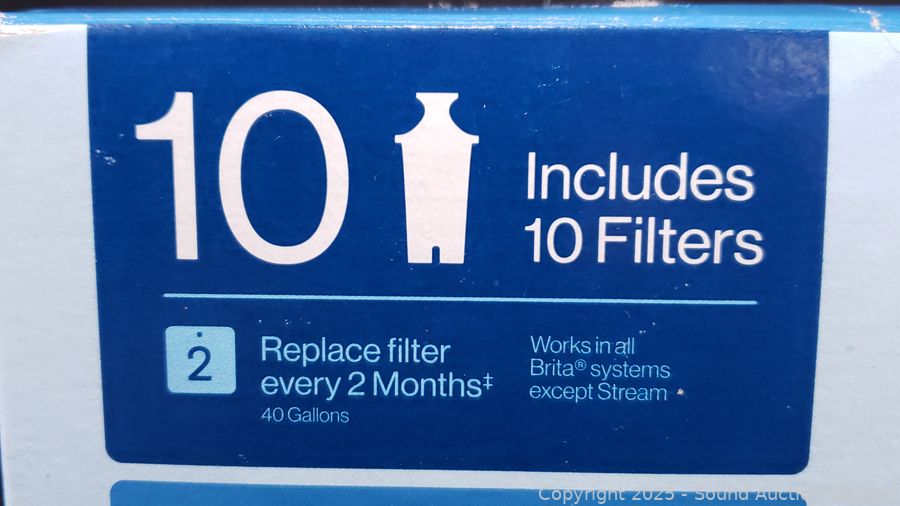 10
Includes
10 Filters
2
Replace filter
every 2 Months‡
40 Gallons
Works in all
Brita® systems
except Stream
Copyright 2025 - Sound Auctio